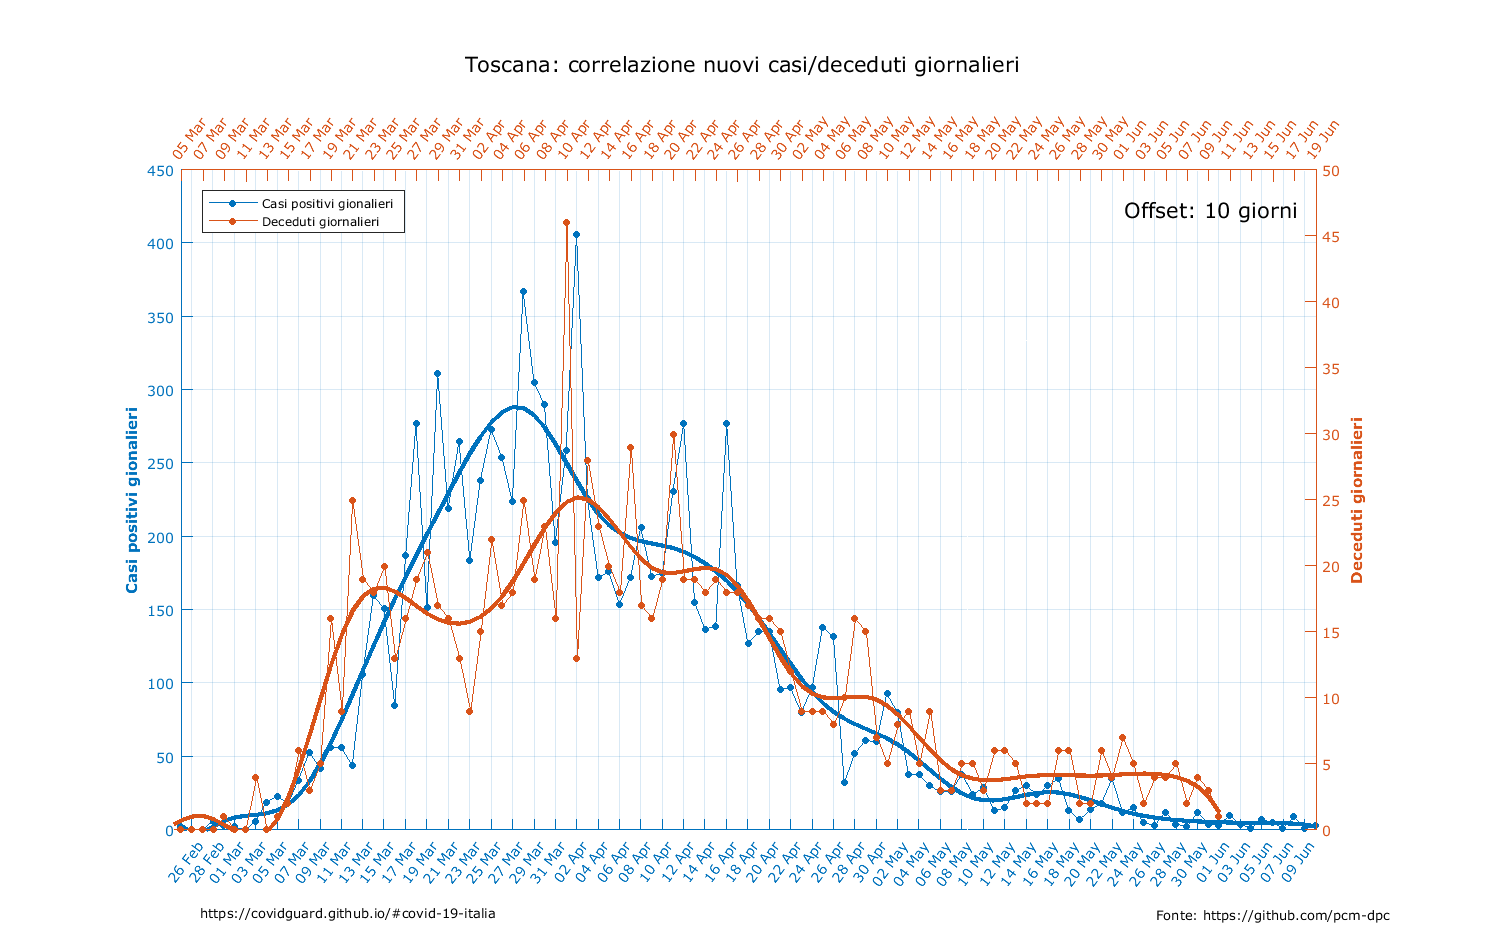 Toscana: correlazione nuovi casi/deceduti giornalieri
05 Mar
07 Mar
09 Mar
11 Mar
13 Mar
15 Mar
17 Mar
19 Mar
21 Mar
23 Mar
25 Mar
27 Mar
29 Mar
31 Mar
02 Apr
04 Apr
06 Apr
08 Apr
10 Apr
12 Apr
14 Apr
16 Apr
18 Apr
20 Apr
22 Apr
24 Apr
26 Apr
28 Apr
30 Apr
02 May
04 May
06 May
08 May
10 May
12 May
14 May
16 May
18 May
20 May
22 May
24 May
26 May
28 May
30 May
01 Jun
03 Jun
05 Jun
07 Jun
09 Jun
11 Jun
13 Jun
15 Jun
17 Jun
19 Jun
Offset: 10 giorni
Casi positivi gionalieri
Deceduti giornalieri
Casi positivi gionalieri
450
400
350
300
250
200
150
100
50
0
50
45
40
35
30
25
20
15
10
5
0
Deceduti giornalieri
26 Feb
28 Feb
01 Mar
03 Mar
05 Mar
07 Mar
09 Mar
11 Mar
13 Mar
15 Mar
17 Mar
19 Mar
21 Mar
23 Mar
25 Mar
27 Mar
29 Mar
31 Mar
02 Apr
04 Apr
06 Apr
08 Apr
10 Apr
12 Apr
14 Apr
16 Apr
18 Apr
20 Apr
22 Apr
24 Apr
26 Apr
28 Apr
30 Apr
02 May
04 May
06 May
08 May
10 May
12 May
14 May
16 May
18 May
20 May
22 May
24 May
26 May
28 May
30 May
01 Jun
03 Jun
05 Jun
07 Jun
09 Jun
https://covidguard.github.io/#covid-19-italia
Fonte: https://github.com/pcm-dpc